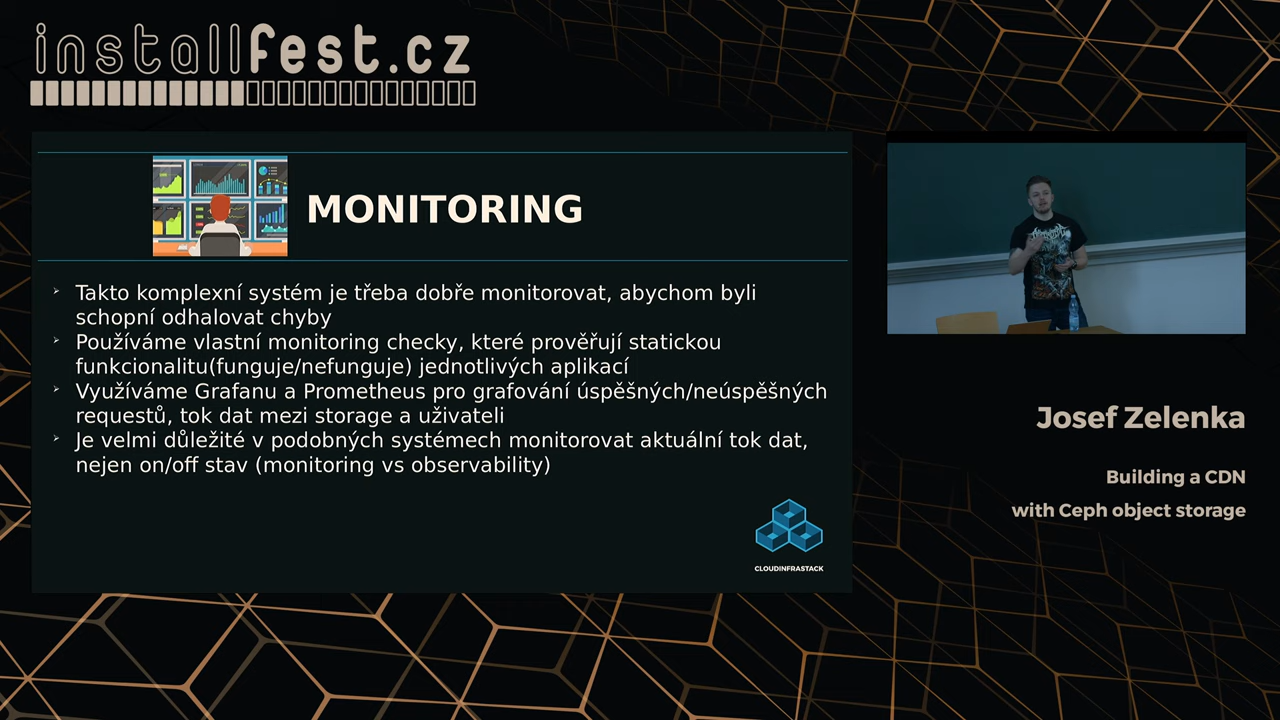 installfest.cz
MONITORING
Takto komplexní systém je třeba dobře monitorovat, abychom byli
schopní odhalovat chyby
Používáme vlastní monitoring checky, které prověřují statickou
funkcionalitu(funguje/nefunguje) jednotlivých aplikací
Využíváme Grafanu a Prometheus pro grafování úspěšných/neúspěšných
requestů, tok dat mezi storage a uživateli
Je velmi důležité v podobných systémech monitorovat aktuální tok dat,
nejen on/off stav (monitoring vs observability)
CLOUDINFRASTACK
Josef Zelenka
Building a CDN
with Ceph object storage